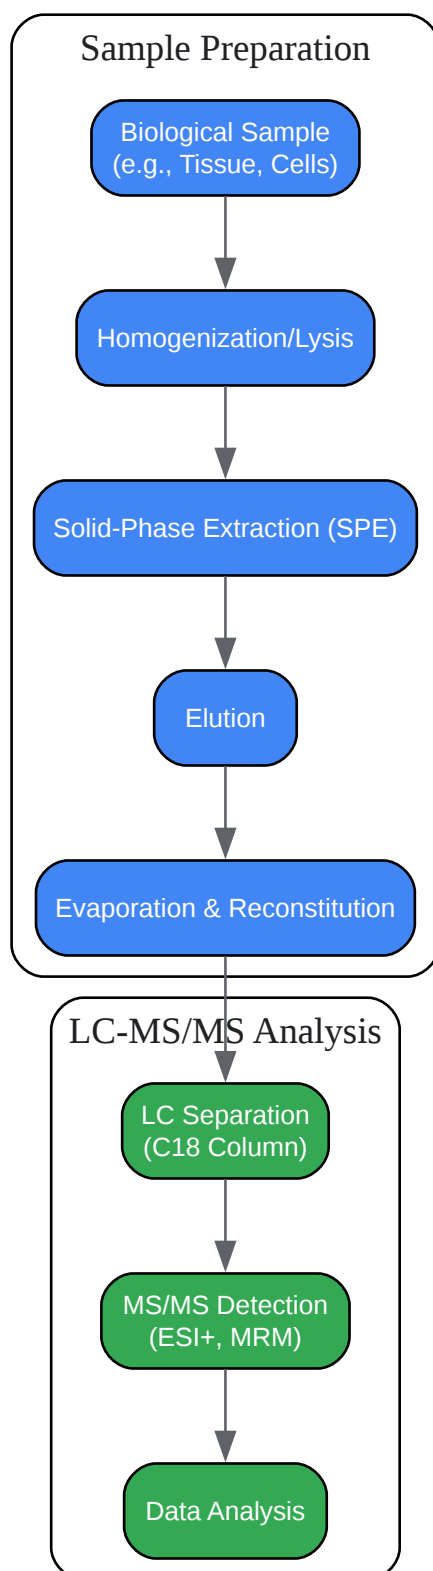 Sample Preparation
Biological Sample
(e.g., Tissue, Cells)
Homogenization/Lysis
Solid-Phase Extraction (SPE)
Elution
Evaporation & Reconstitution
LC-MS/MS Analysis
LC Separation
(C18 Column)
MS/MS Detection
(ESI+, MRM)
Data Analysis